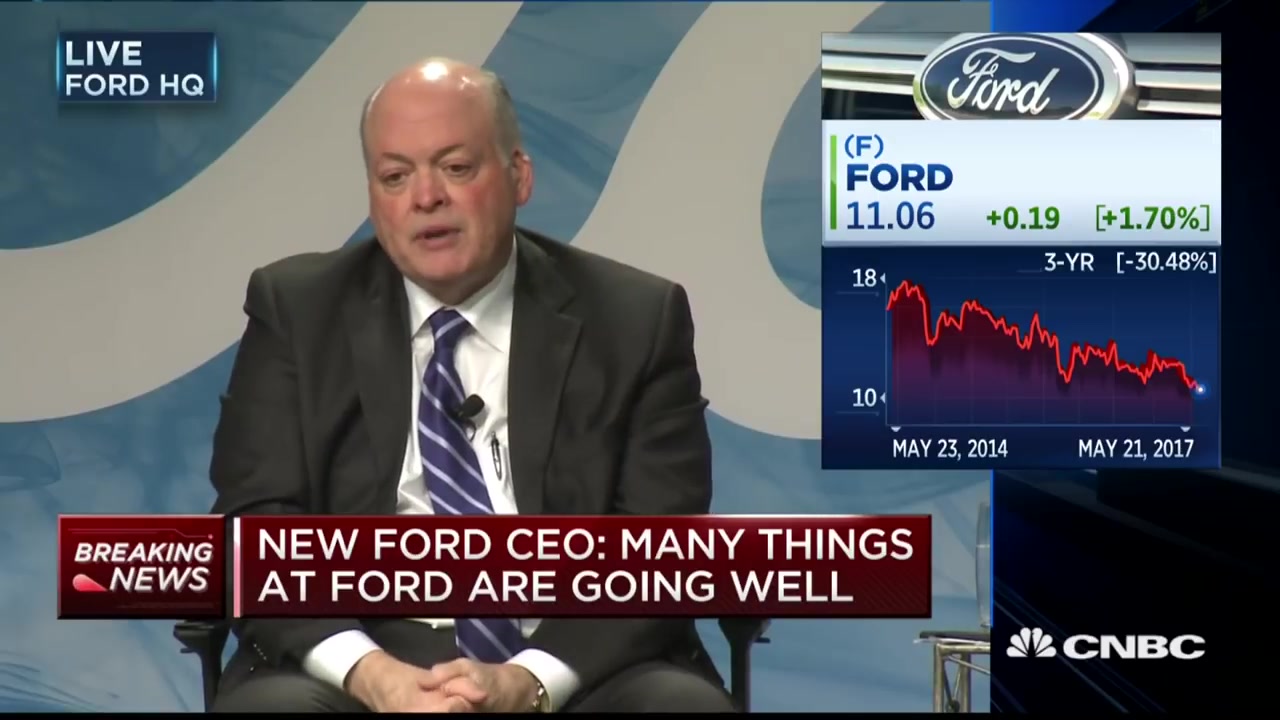 LIVE
FORD HQ
Ford
(F)
FORD
11.06 +0.19 [+1.70%]
3-YR [-30.48%]
18
10
MAY 23, 2014 MAY 21, 2017
BREAKING
NEWS
NEW FORD CEO: MANY THINGS
AT FORD ARE GOING WELL
CNBC